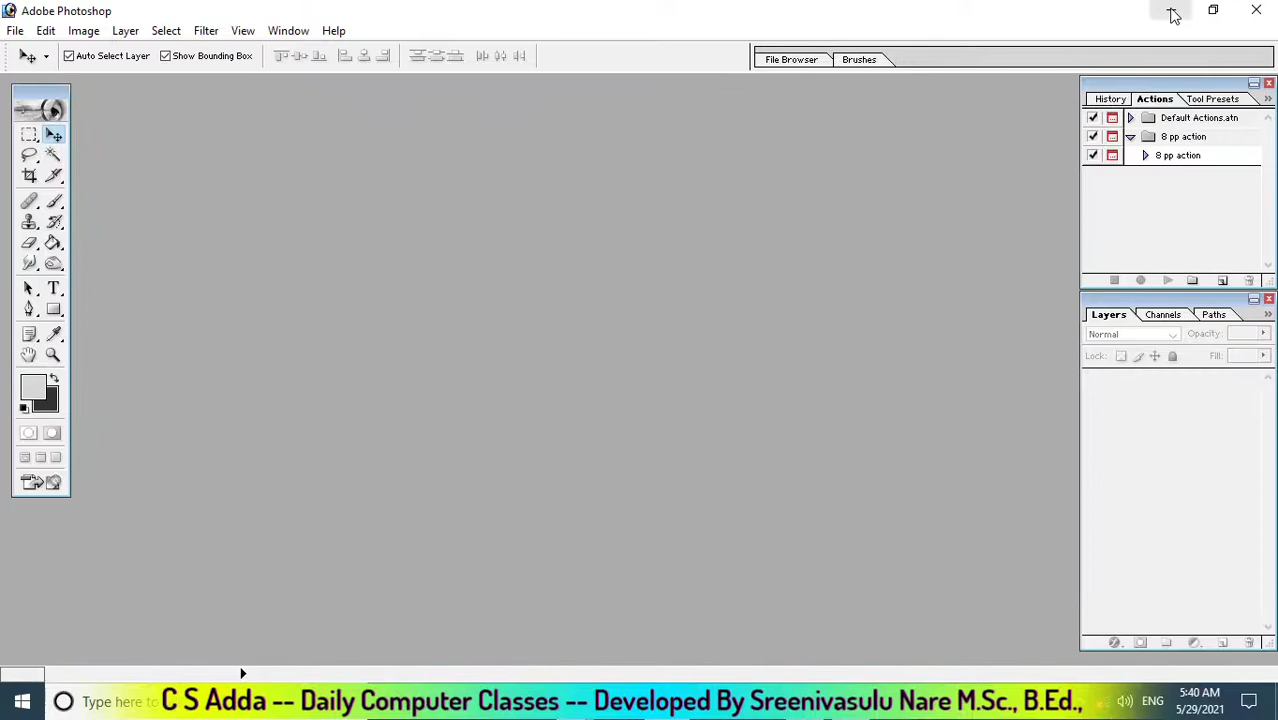 Adobe Photoshop
File Edit Image Layer Select Filter View Window Help
Auto Select Layer Show Bounding Box File Browser Brushes
History Actions Tool Presets
Default Actions.atn
8 pp action
8 pp action
Layers Channels Paths
Normal Opacity:
Lock: Fill:
Type here to
C S Adda -- Daily Computer Classes -- Developed By Sreenivasulu Nare M.Sc., B.Ed.,
ENG
5:40 AM
5/29/2021